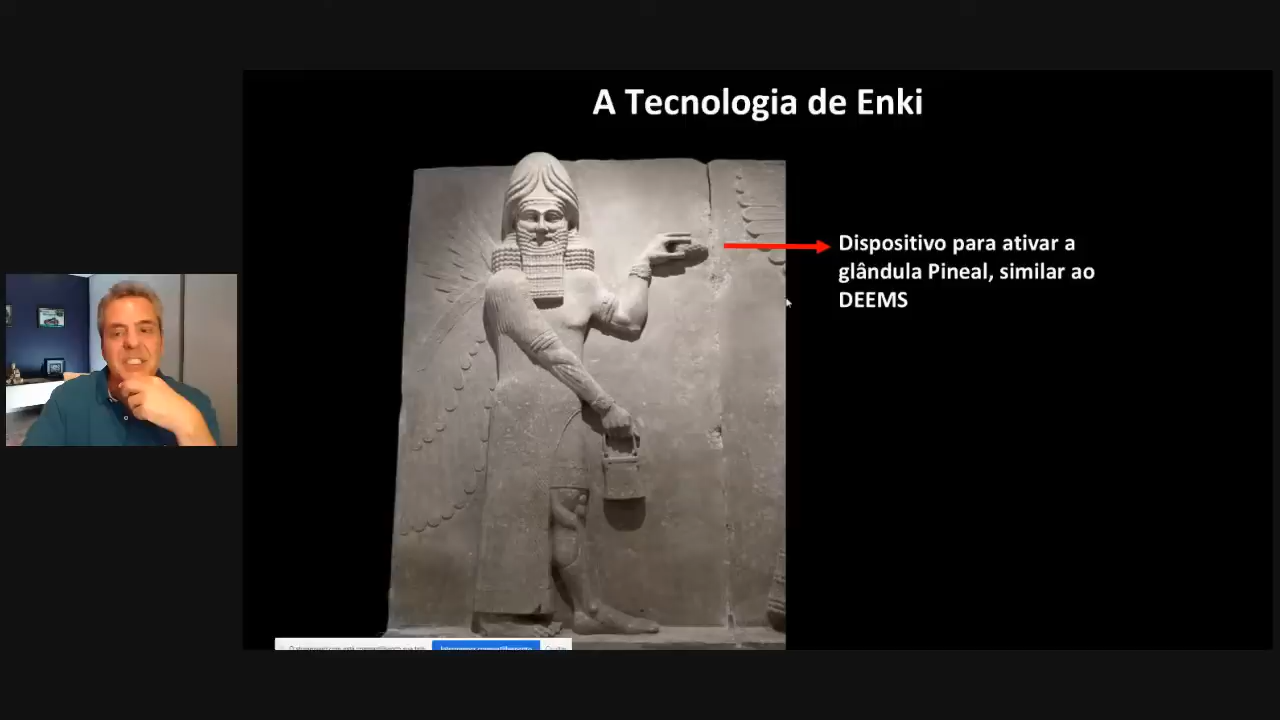 A Tecnologia de Enki
Dispositivo para ativar a
glândula Pineal, similar ao
DEEMS